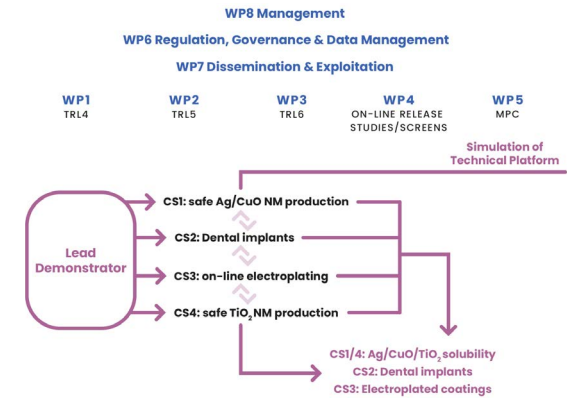 WP8 Management
WP6 Regulation, Governance & Data Management
WP7 Dissemination & Exploitation
WP1
TRL4
WP2
TRL5
WP3
TRL6
WP4
ON-LINE RELEASE
STUDIES/SCREENS
WP5
MPC
Simulation of
Technical Platform
Lead
Demonstrator
CS1: safe Ag/CuO NM production
CS2: Dental implants
CS3: on-line electroplating
CS4: safe TiO₂ NM production
CS1/4: Ag/CuO/TiO₂ solubility
CS2: Dental implants
CS3: Electroplated coatings